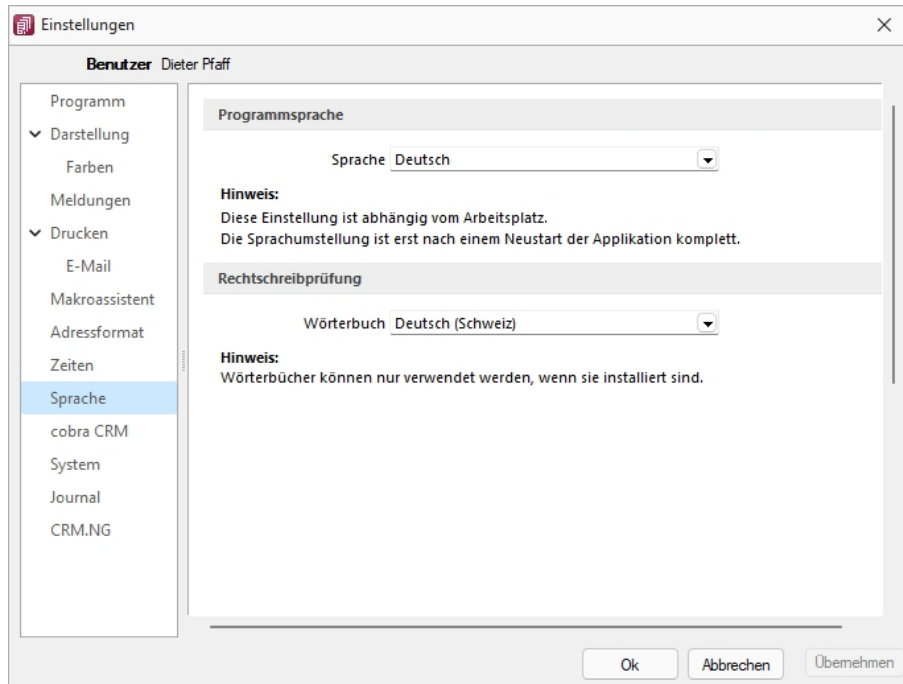 Einstellungen
Benutzer Dieter Pfaff
Programm
Darstellung
Farben
Meldungen
Drucken
E-Mail
Makroassistent
Adressformat
Zeiten
Sprache
cobra CRM
System
Journal
CRM.NG
Programmsprache
Sprache Deutsch
Hinweis:
Diese Einstellung ist abhängig vom Arbeitsplatz.
Die Sprachumstellung ist erst nach einem Neustart der Applikation komplett.
Rechtschreibprüfung
Wörterbuch Deutsch (Schweiz)
Hinweis:
Wörterbücher können nur verwendet werden, wenn sie installiert sind.
Ok Abbrechen Übernehmen